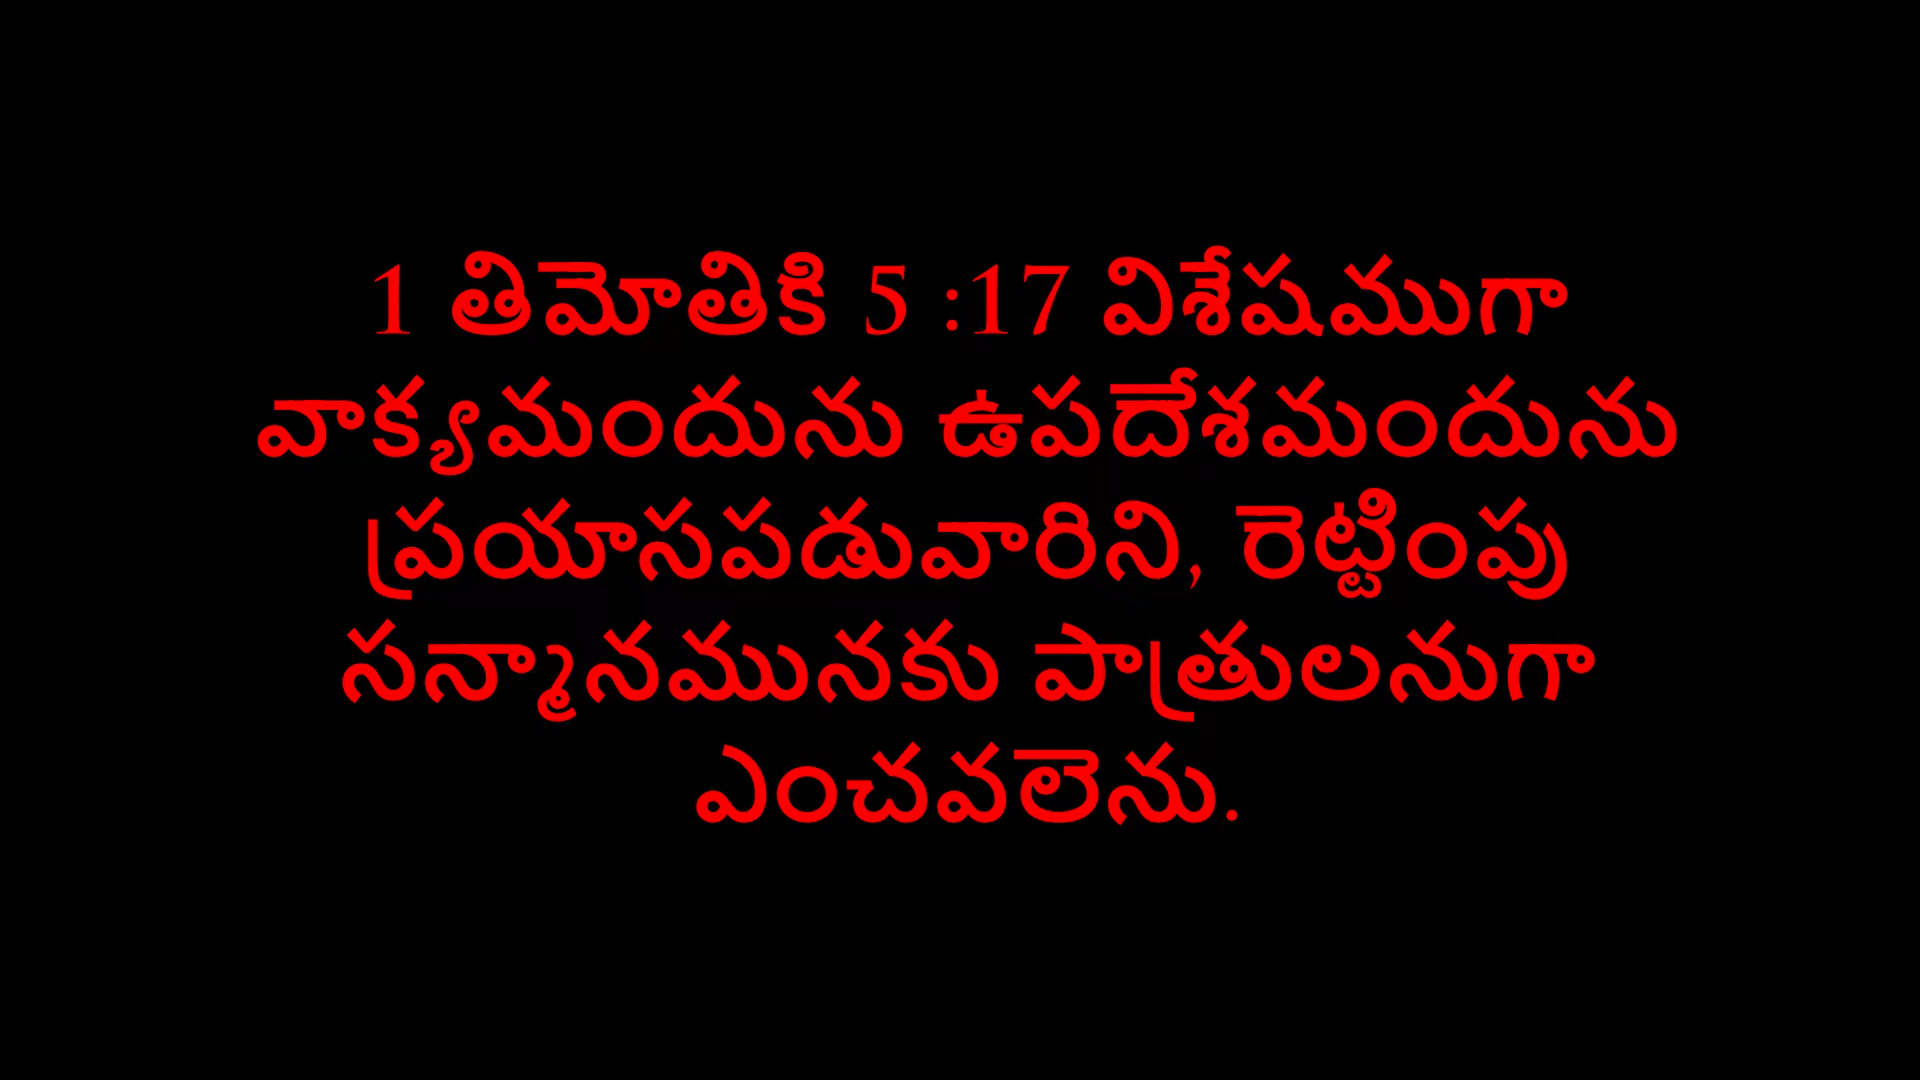 1 తిమోతికి 5 :17 విశేషముగా
వాక్యమందును ఉపదేశమందును
ప్రయాసపడువారిని, రెట్టింపు
సన్మానమునకు పాత్రులనుగా
ఎంచవలెను.